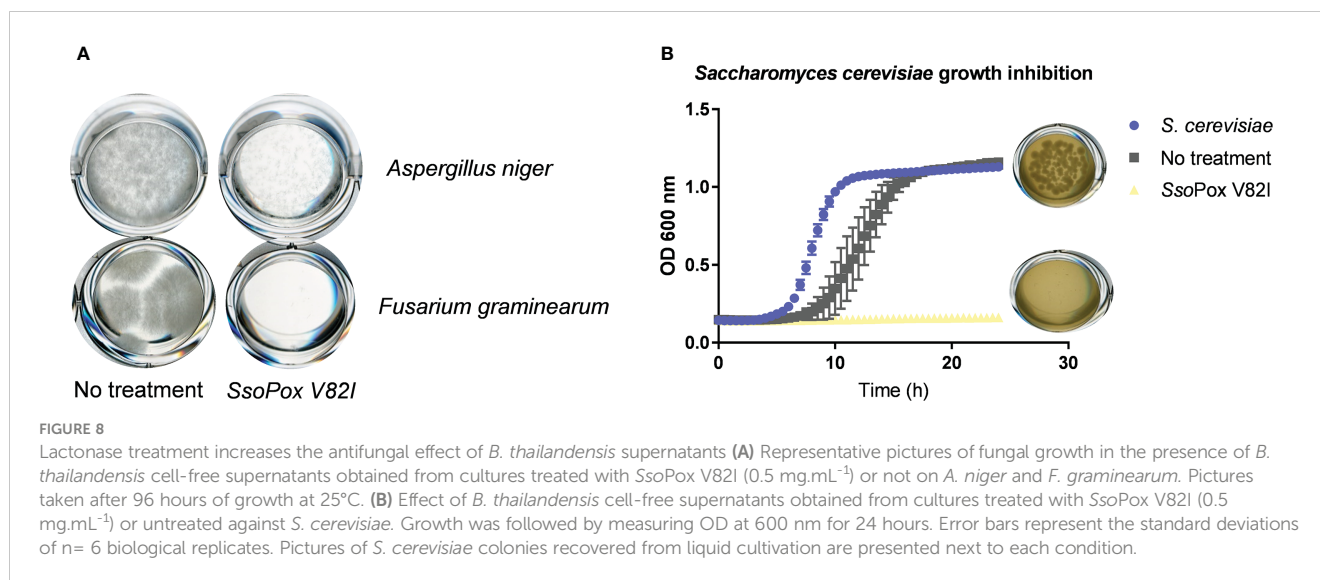 A
Aspergillus niger
Fusarium graminearum
No treatment SsoPox V82I
B
Saccharomyces cerevisiae growth inhibition
1.5
1.0
0.5
0.0
OD 600 nm
0 10 20 30
Time (h)
S. cerevisiae
No treatment
SsoPox V82I
FIGURE 8
Lactonase treatment increases the antifungal effect of B. thailandensis supernatants (A) Representative pictures of fungal growth in the presence of B.
thailandensis cell-free supernatants obtained from cultures treated with SsoPox V82I (0.5 mg.mL⁻¹) or not on A. niger and F. graminearum. Pictures
taken after 96 hours of growth at 25°C. (B) Effect of B. thailandensis cell-free supernatants obtained from cultures treated with SsoPox V82I (0.5
mg.mL⁻¹) or untreated against S. cerevisiae. Growth was followed by measuring OD at 600 nm for 24 hours. Error bars represent the standard deviations
of n= 6 biological replicates. Pictures of S. cerevisiae colonies recovered from liquid cultivation are presented next to each condition.